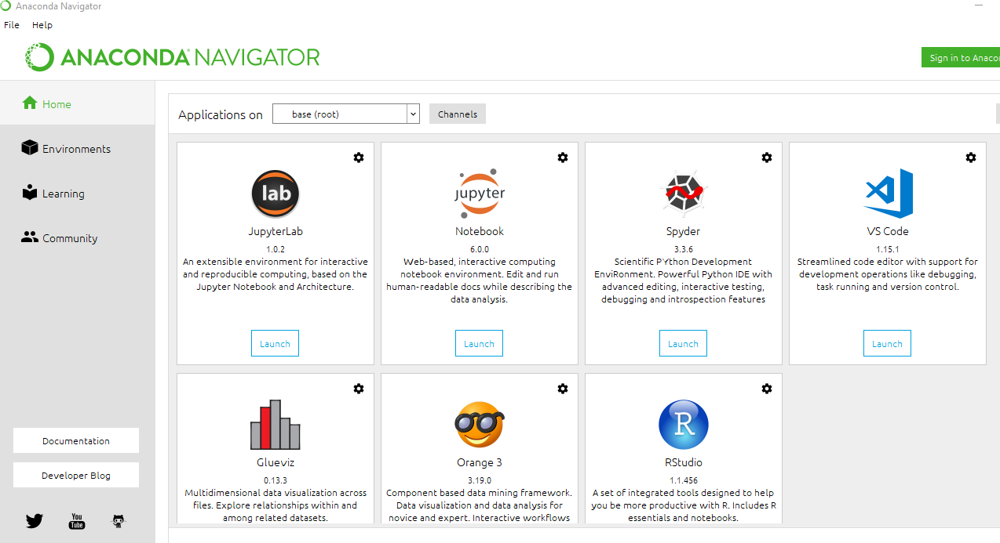 Anaconda Navigator
File Help
ANACONDA NAVIGATOR
Sign in to Anaco
Home
Environments
Learning
Community
Documentation
Developer Blog
You
Tube
Applications on base (root) Channels
lab
JupyterLab
1.0.2
An extensible environment for interactive
and reproducible computing, based on the
Jupyter Notebook and Architecture.
Launch
jupyter
Notebook
6.0.0
Web-based, interactive computing
notebook environment. Edit and run
human-readable docs while describing the
data analysis.
Launch
Spyder
3.3.6
Scientific PYthon Development
EnviRonment. Powerful Python IDE with
advanced editing, interactive testing,
debugging and introspection features
Launch
VS Code
1.15.1
Streamlined code editor with support for
development operations like debugging,
task running and version control.
Launch
Glueviz
0.13.3
Multidimensional data visualization across
files. Explore relationships within and
among related datasets.
Orange 3
3.19.0
Component based data mining framework.
Data visualization and data analysis for
novice and expert. Interactive workflows
R
RStudio
1.1.456
A set of integrated tools designed to help
you be more productive with R. Includes R
essentials and notebooks.